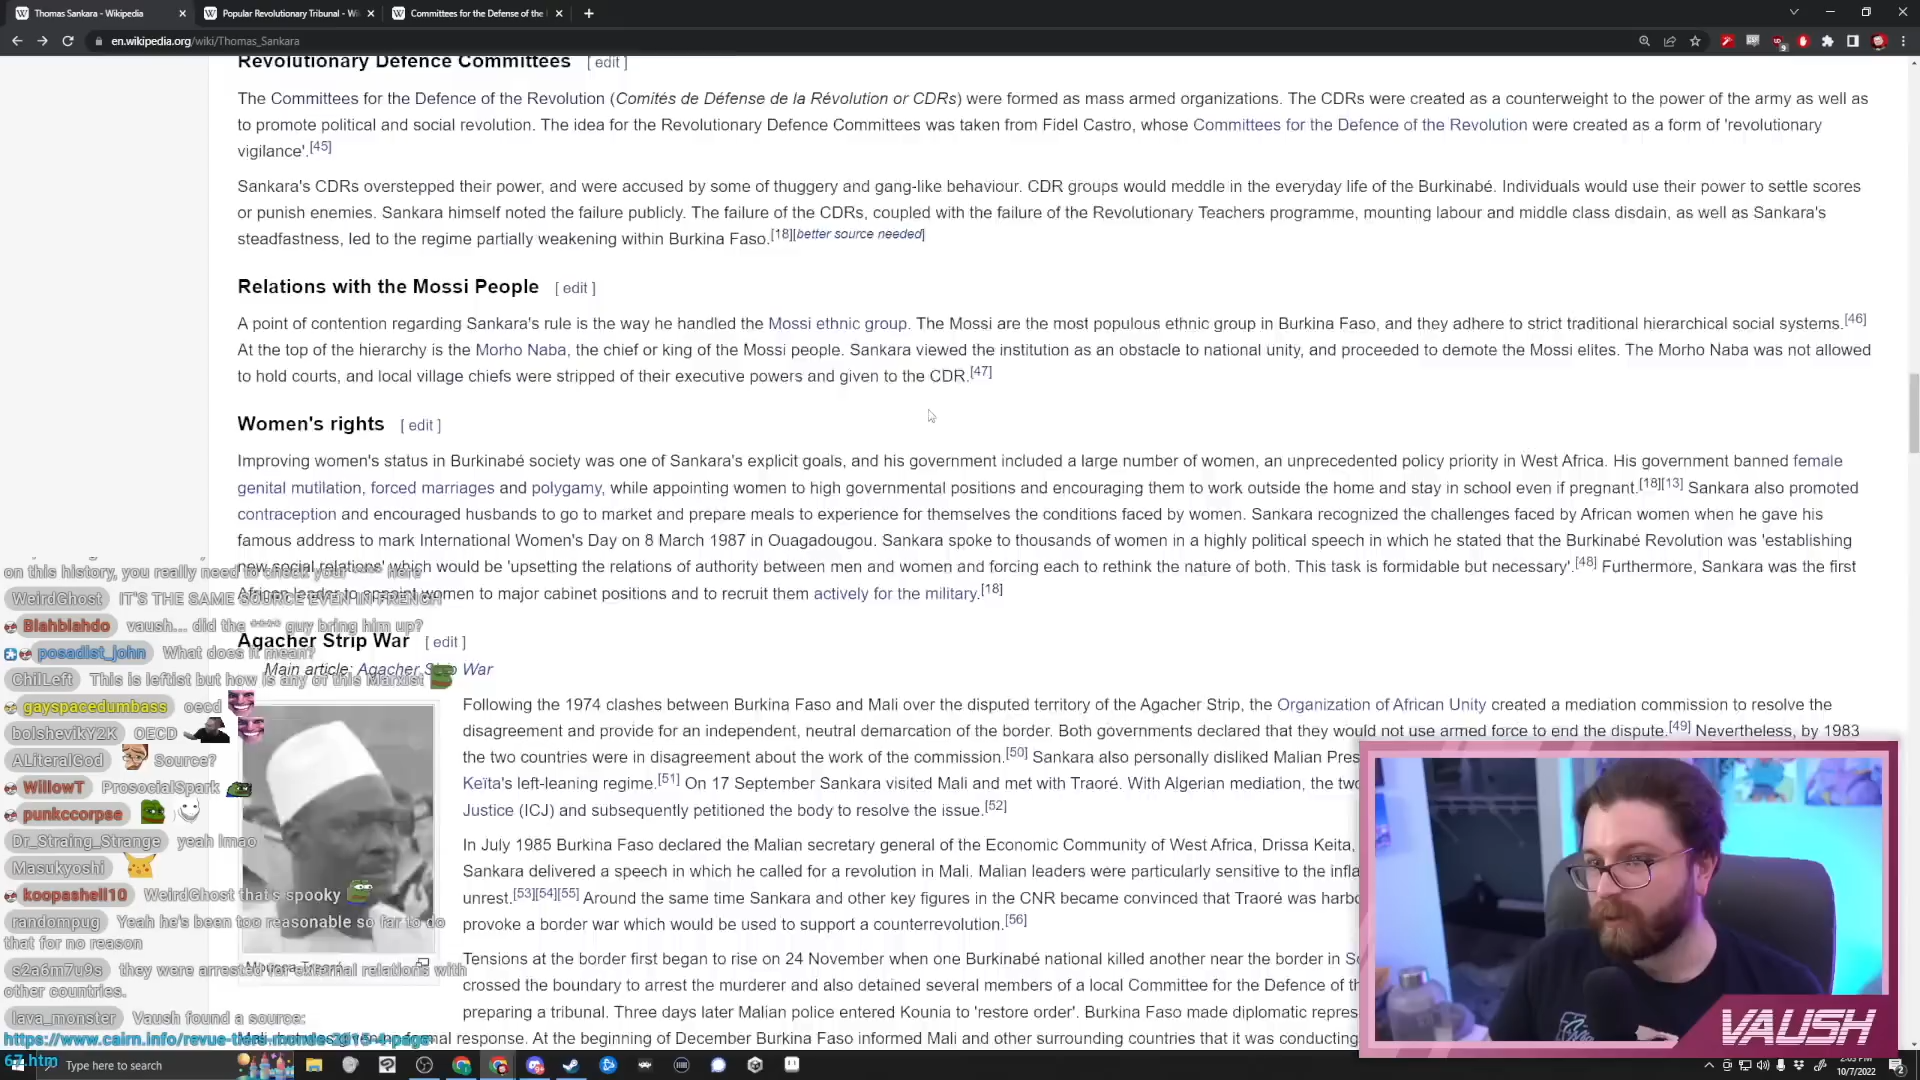 Thomas Sankara - Wikipedia
Popular Revolutionary Tribunal - Wi
Committees for the Defense of the
en.wikipedia.org/wiki/Thomas_Sankara
Revolutionary Defence Committees [ edit ]
The Committees for the Defence of the Revolution (Comités de Défense de la Révolution or CDRs) were formed as mass armed organizations. The CDRs were created as a counterweight to the power of the army as well as
to promote political and social revolution. The idea for the Revolutionary Defence Committees was taken from Fidel Castro, whose Committees for the Defence of the Revolution were created as a form of 'revolutionary
vigilance'.[45]
Sankara's CDRs overstepped their power, and were accused by some of thuggery and gang-like behaviour. CDR groups would meddle in the everyday life of the Burkinabé. Individuals would use their power to settle scores
or punish enemies. Sankara himself noted the failure publicly. The failure of the CDRs, coupled with the failure of the Revolutionary Teachers programme, mounting labour and middle class disdain, as well as Sankara's
steadfastness, led to the regime partially weakening within Burkina Faso.[18][better source needed]
Relations with the Mossi People [ edit ]
A point of contention regarding Sankara's rule is the way he handled the Mossi ethnic group. The Mossi are the most populous ethnic group in Burkina Faso, and they adhere to strict traditional hierarchical social systems.[46]
At the top of the hierarchy is the Morho Naba, the chief or king of the Mossi people. Sankara viewed the institution as an obstacle to national unity, and proceeded to demote the Mossi elites. The Morho Naba was not allowed
to hold courts, and local village chiefs were stripped of their executive powers and given to the CDR.[47]
Women's rights [ edit ]
Improving women's status in Burkinabé society was one of Sankara's explicit goals, and his government included a large number of women, an unprecedented policy priority in West Africa. His government banned female
genital mutilation, forced marriages and polygamy, while appointing women to high governmental positions and encouraging them to work outside the home and stay in school even if pregnant.[18][13] Sankara also promoted
contraception and encouraged husbands to go to market and prepare meals to experience for themselves the conditions faced by women. Sankara recognized the challenges faced by African women when he gave his
famous address to mark International Women's Day on 8 March 1987 in Ouagadougou. Sankara spoke to thousands of women in a highly political speech in which he stated that the Burkinabé Revolution was 'establishing
new social relations' which would be 'upsetting the relations of authority between men and women and forcing each to rethink the nature of both. This task is formidable but necessary'.[48] Furthermore, Sankara was the first
African leader to appoint women to major cabinet positions and to recruit them actively for the military.[18]
Agacher Strip War [ edit ]
Main article: Agacher Strip War
Following the 1974 clashes between Burkina Faso and Mali over the disputed territory of the Agacher Strip, the Organization of African Unity created a mediation commission to resolve the
disagreement and provide for an independent, neutral demarcation of the border. Both governments declared that they would not use armed force to end the dispute.[49] Nevertheless, by 1983
the two countries were in disagreement about the work of the commission.[50] Sankara also personally disliked Malian Pres
Keïta's left-leaning regime.[51] On 17 September Sankara visited Mali and met with Traoré. With Algerian mediation, the two
Justice (ICJ) and subsequently petitioned the body to resolve the issue.[52]
In July 1985 Burkina Faso declared the Malian secretary general of the Economic Community of West Africa, Drissa Keita,
Sankara delivered a speech in which he called for a revolution in Mali. Malian leaders were particularly sensitive to the infla
unrest.[53][54][55] Around the same time Sankara and other key figures in the CNR became convinced that Traoré was harbo
provoke a border war which would be used to support a counterrevolution.[56]
Tensions at the border first began to rise on 24 November when one Burkinabé national killed another near the border in So
crossed the boundary to arrest the murderer and also detained several members of a local Committee for the Defence of th
preparing a tribunal. Three days later Malian police entered Kounia to 'restore order'. Burkina Faso made diplomatic repres
formal response. At the beginning of December Burkina Faso informed Mali and other surrounding countries that it was conducting
Moussa Traoré
on this history, you really need to check your **** here
WeirdGhost IT'S THE SAME SOURCE EVEN IN FRENCH
Blahblahdo vaush... did the **** guy bring him up?
posadist_john What does it mean?
ChilLeft This is leftist but how is any of this Marxist
gayspacedumbass oecd
bolshevikY2K OECD
ALiteralGod Source?
WillowT ProsocialSpark
punkccorpse
Dr_Straing_Strange yeah lmao
Masukyoshi
koopashell10 WeirdGhost that's spooky
randompug Yeah he's been too reasonable so far to do
that for no reason
s2a6m7u9s they were arrested for external relations with
other countries.
lava_monster Vaush found a source:
https://www.cairn.info/revue-tiers-monde-2015-4-page-
67.htm
VAUSH
Type here to search
2:03 PM
10/7/2022